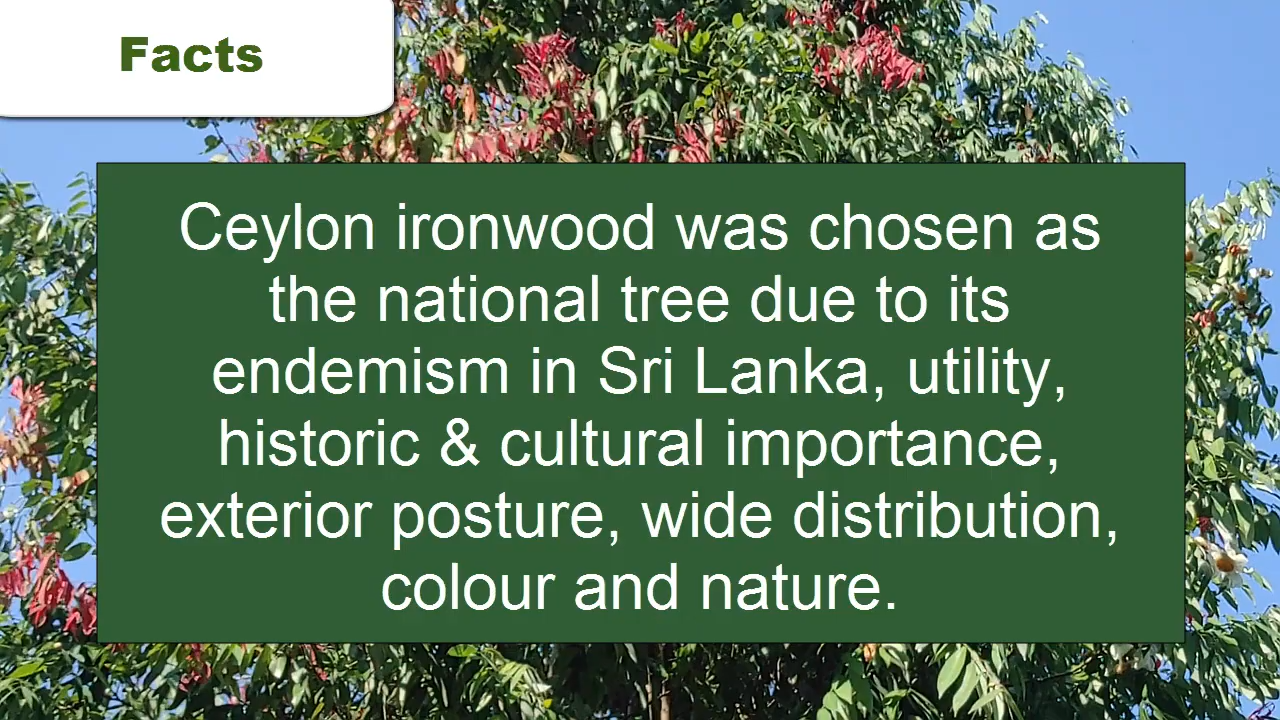 Facts
Ceylon ironwood was chosen as
the national tree due to its
endemism in Sri Lanka, utility,
historic & cultural importance,
exterior posture, wide distribution,
colour and nature.